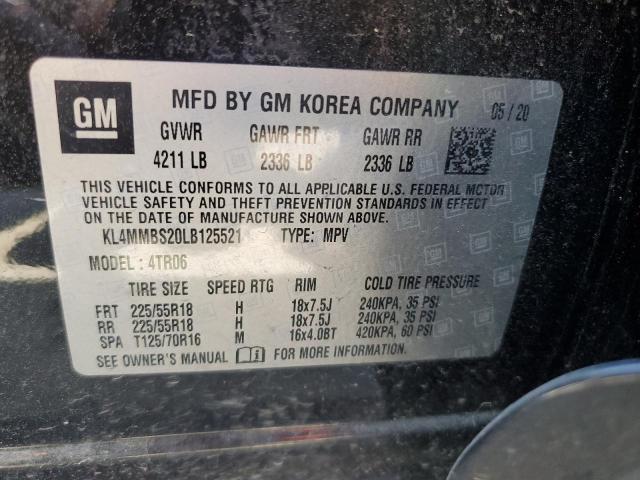 GM
MFD BY GM KOREA COMPANY 05/20
GVWR GAWR FRT GAWR RR
4211 LB 2336 LB 2336 LB
THIS VEHICLE CONFORMS TO ALL APPLICABLE U.S. FEDERAL MOTOR
VEHICLE SAFETY AND THEFT PREVENTION STANDARDS IN EFFECT
ON THE DATE OF MANUFACTURE SHOWN ABOVE.
KL4MMBS20LB125521 TYPE: MPV
MODEL: 4TR06
TIRE SIZE SPEED RTG RIM COLD TIRE PRESSURE
FRT 225/55R18 H 18x7.5J 240KPA, 35 PSI
RR 225/55R18 H 18x7.5J 240KPA, 35 PSI
SPA T125/70R16 M 16x4.0BT 420KPA, 60 PSI
SEE OWNER'S MANUAL FOR MORE INFORMATION.